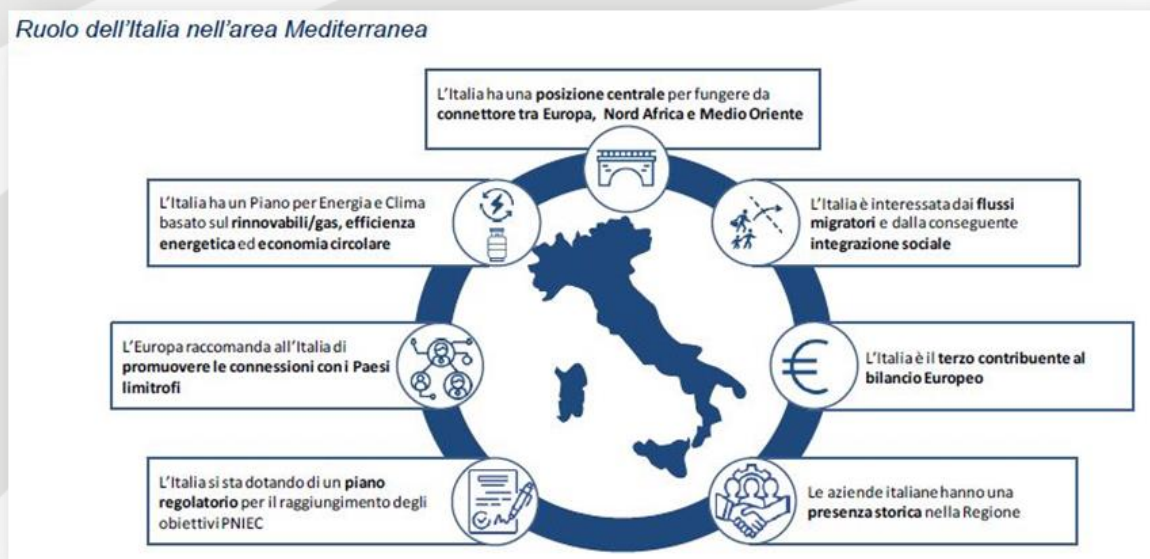 Ruolo dell'Italia nell'area Mediterranea
L'Italia ha una posizione centrale per fungere da
connettore tra Europa, Nord Africa e Medio Oriente
L'Italia ha un Piano per Energia e Clima
basato sul rinnovabili/gas, efficienza
energetica ed economia circolare
L'Italia è interessata dai flussi
migratori e dalla conseguente
integrazione sociale
L'Europa raccomanda all'Italia di
promuovere le connessioni con i Paesi
limitrofi
€
L'Italia è il terzo contribuente al
bilancio Europeo
L'Italia si sta dotando di un piano
regolatorio per il raggiungimento degli
obiettivi PNIEC
Le aziende italiane hanno una
presenza storica nella Regione